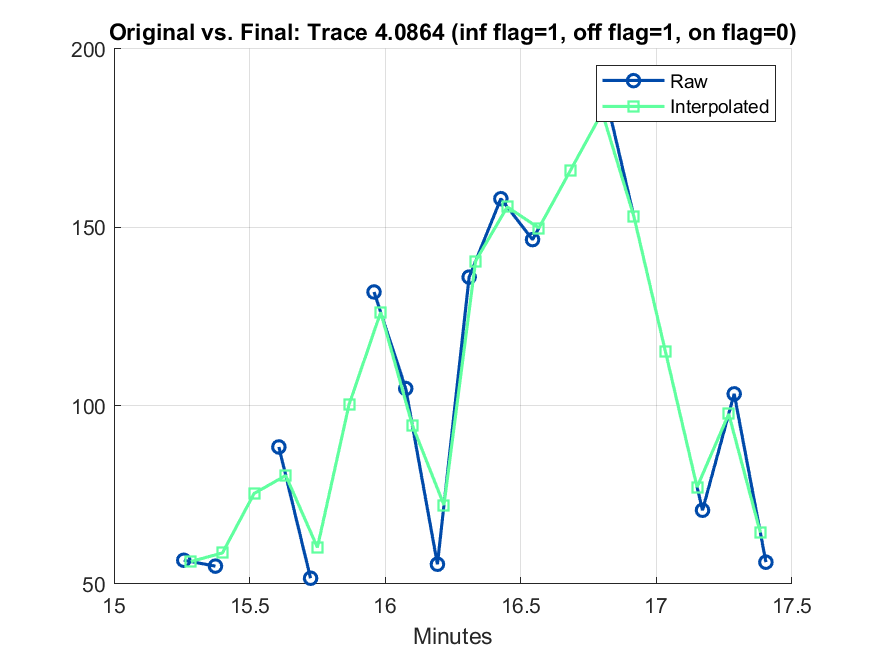 Original vs. Final: Trace 4.0864 (inf flag=1, off flag=1, on flag=0)
200
150
100
50
Raw
Interpolated
15
15.5
16
16.5
17
17.5
Minutes